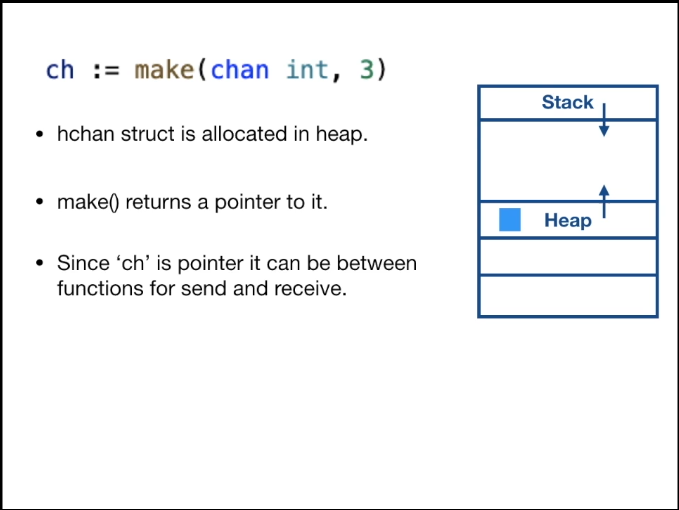 ch := make(chan int, 3)
• hchan struct is allocated in heap.
• make() returns a pointer to it.
• Since ‘ch’ is pointer it can be between
functions for send and receive.
Stack
Heap